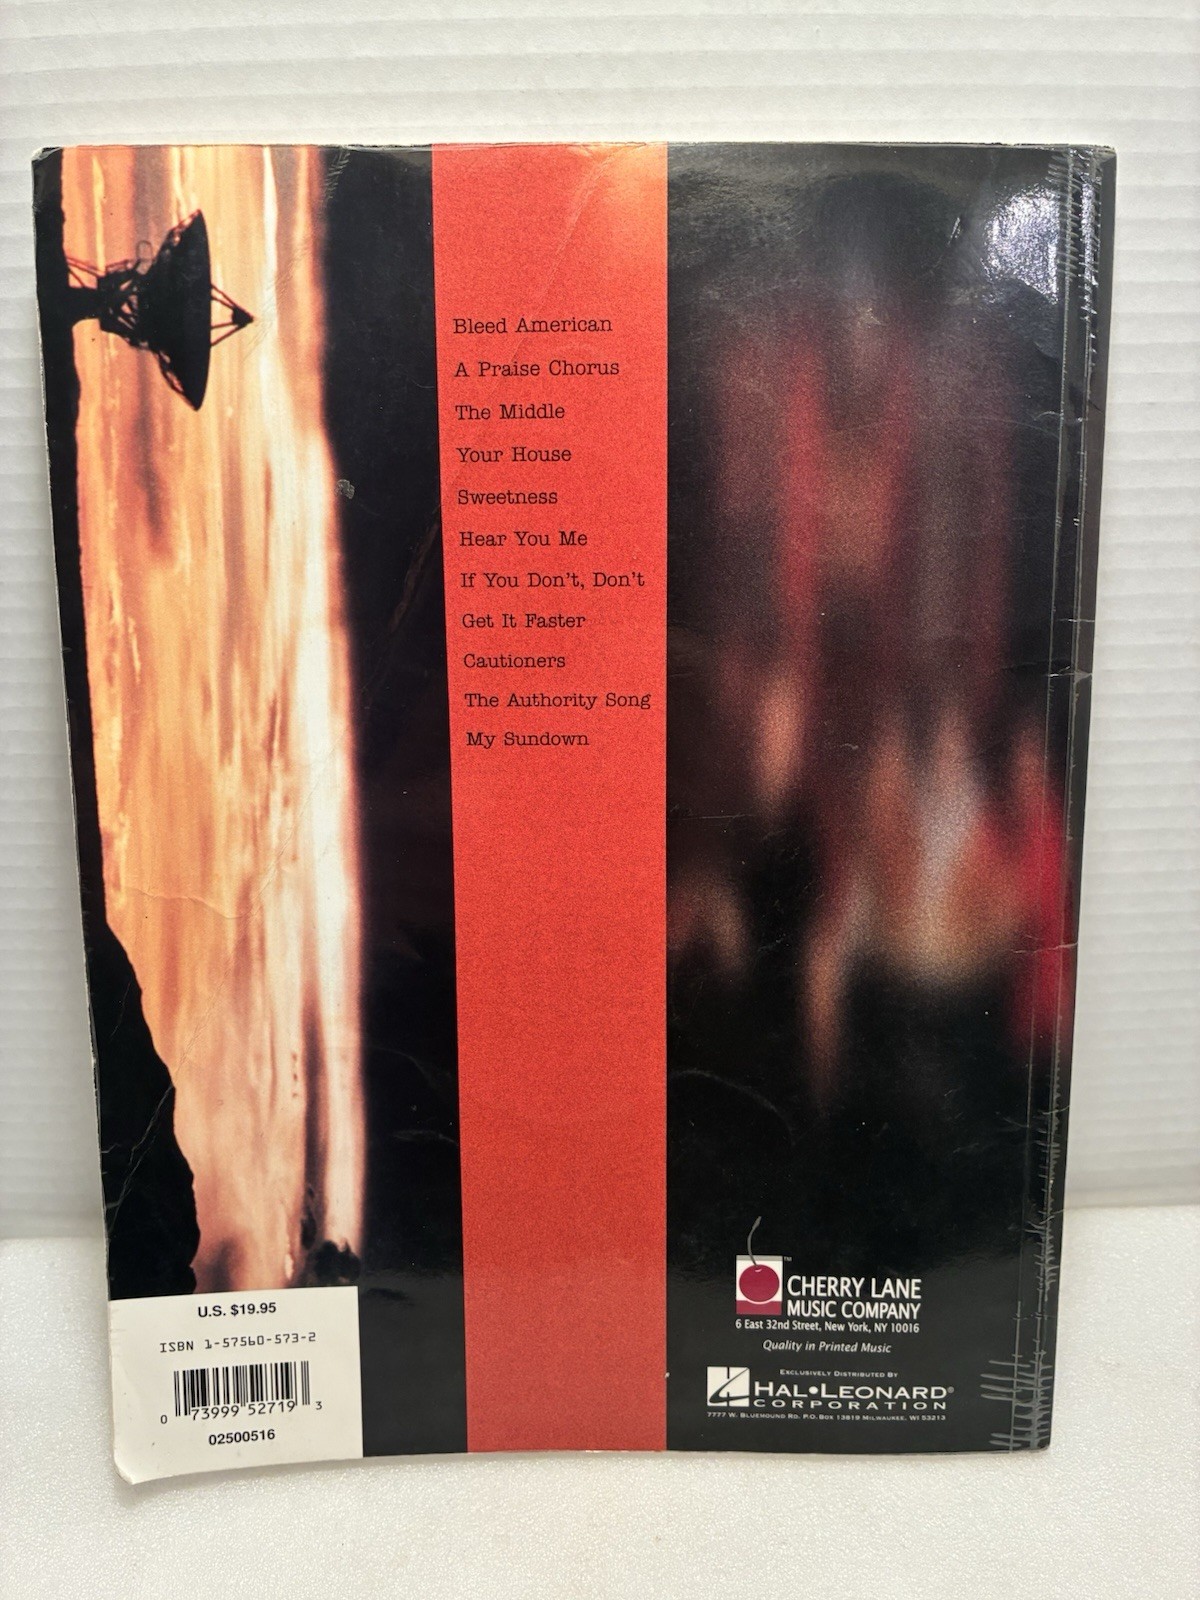 Bleed American
A Praise Chorus
The Middle
Your House
Sweetness
Hear You Me
If You Don't, Don't
Get It Faster
Cautioners
The Authority Song
My Sundown
U.S. $19.95
ISBN 1-57560-573-2
0 73999 52719 3
02500516
CHERRY LANE™
MUSIC COMPANY
6 East 32nd Street, New York, NY 10016
Quality in Printed Music
EXCLUSIVELY DISTRIBUTED BY
HAL•LEONARD®
CORPORATION
7777 W. BLUEMOUND RD. P.O. BOX 13819 MILWAUKEE, WI 53213